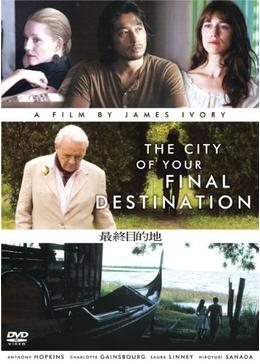 A FILM BY JAMES IVORY
THE CITY
OF YOUR
FINAL
DESTINATION
最終目的地
DVD
VIDEO
ANTHONY HOPKINS CHARLOTTE GAINSBOURG LAURA LINNEY HIROYUKI SANADA